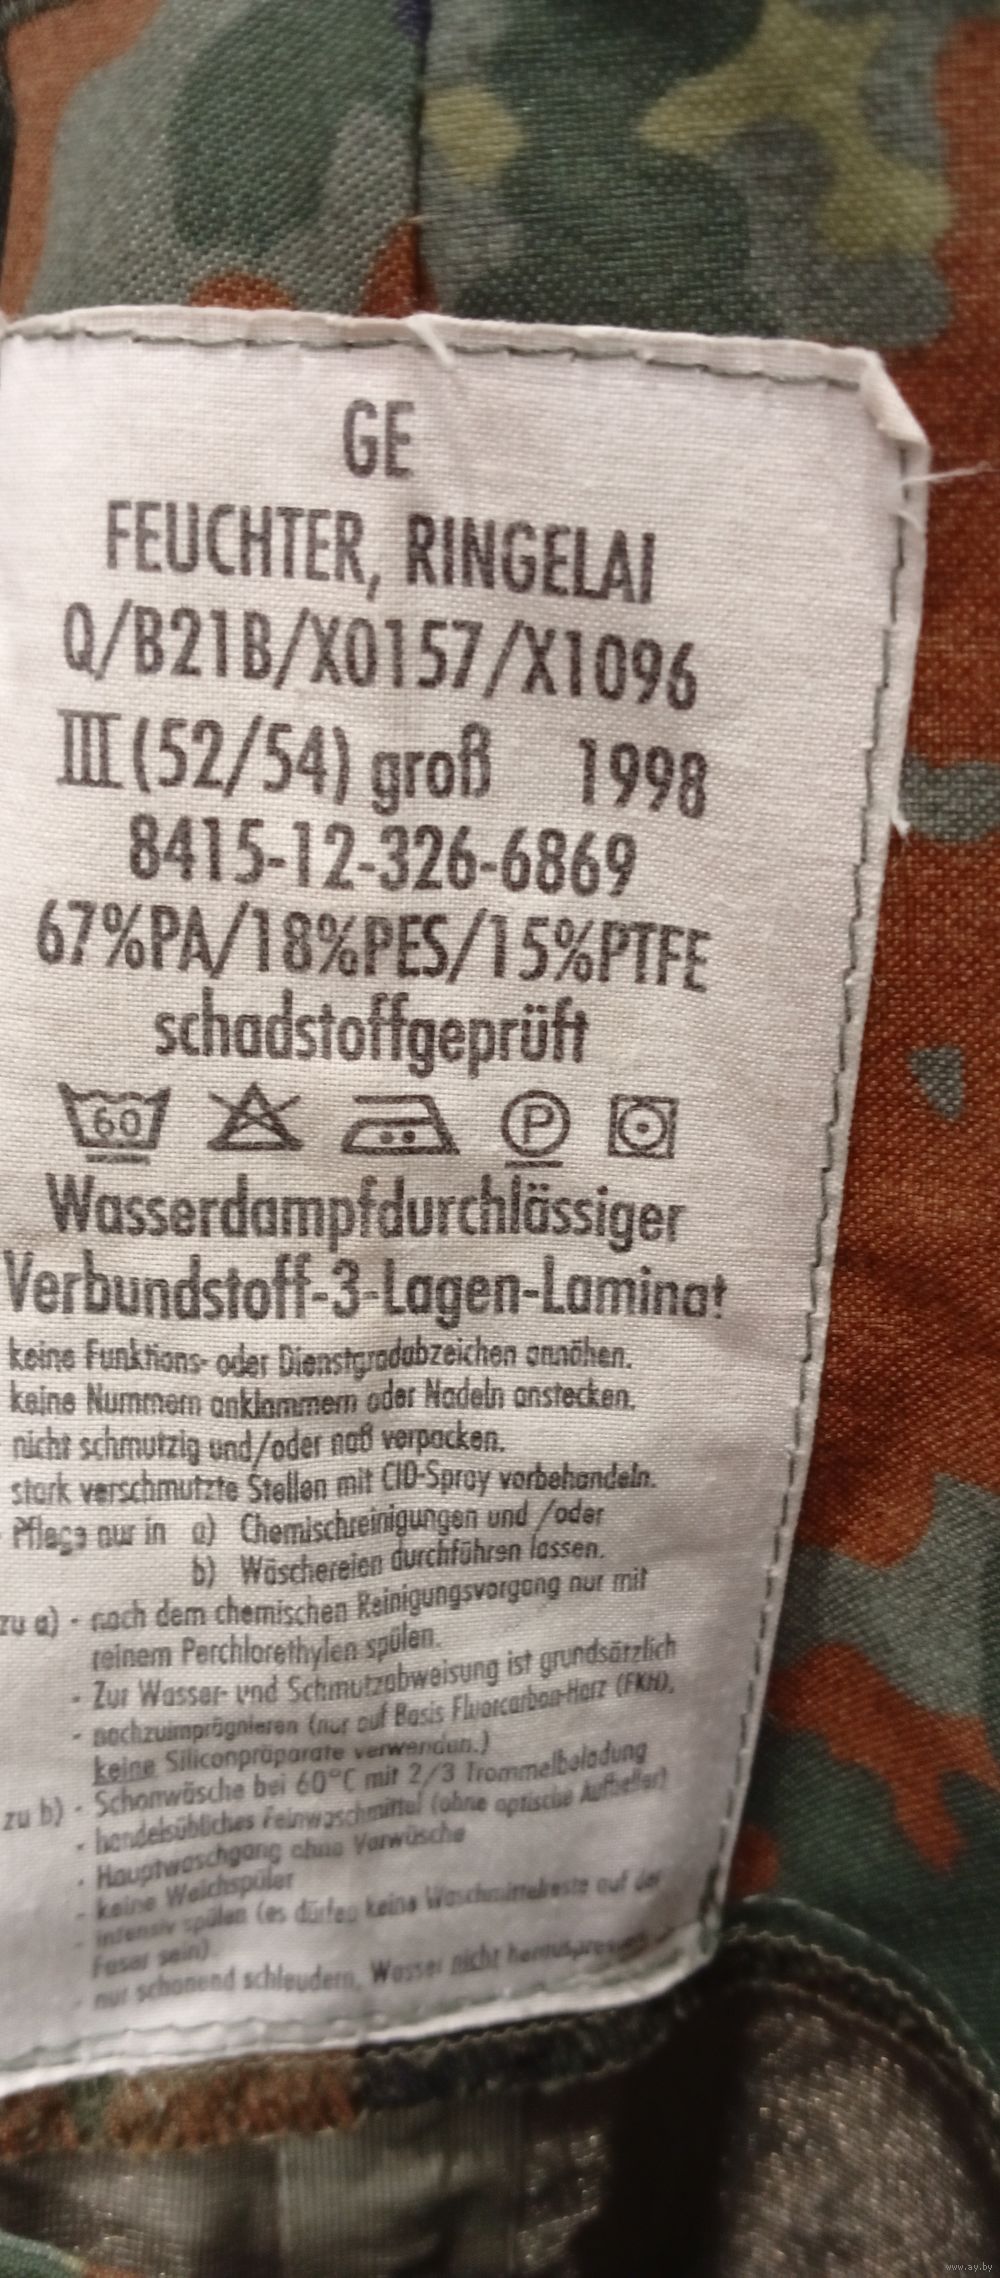 GE
FEUCHTER, RINGELAI
Q/B21B/X0157/X1096
III (52/54) groß 1998
8415-12-326-6869
67%PA/18%PES/15%PTFE
schadstoffgeprüft
60 P
Wasserdampfdurchlässiger
Verbundstoff-3-Lagen-Laminat
keine Funktions- oder Dienstgradabzeichen annähen.
keine Nummern anklammern oder Nadeln anstecken.
nicht schmutzig und/oder naß verpacken.
stark verschmutzte Stellen mit CIO-Spray vorbehandeln.
Pflege nur in a) Chemischreinigungen und /oder
b) Wäschereien durchführen lassen.
zu a) - nach dem chemischen Reinigungsvorgang nur mit
reinem Perchlorethylen spülen.
- Zur Wasser- und Schmutzabweisung ist grundsätzlich
- nachzuimprägnieren (nur auf Basis Fluorcarbon-Harz (FKH),
keine Siliconpräparate verwenden.)
zu b) - Schonwäsche bei 60°C mit 2/3 Trommelbeladung
- handelsübliches Feinwaschmittel (ohne optische Aufheller)
- Hauptwaschgang ohne Vorwäsche
- keine Weichspüler
- intensiv spülen (es dürfen keine Waschmittelreste auf der
Faser sein)
- nur schonend schleudern, Wasser nicht herauspressen
www.ay.by